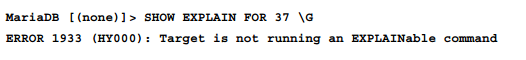 MariaDB [(none)]> SHOW EXPLAIN FOR 37 \G
ERROR 1933 (HY000): Target is not running an EXPLAINable command